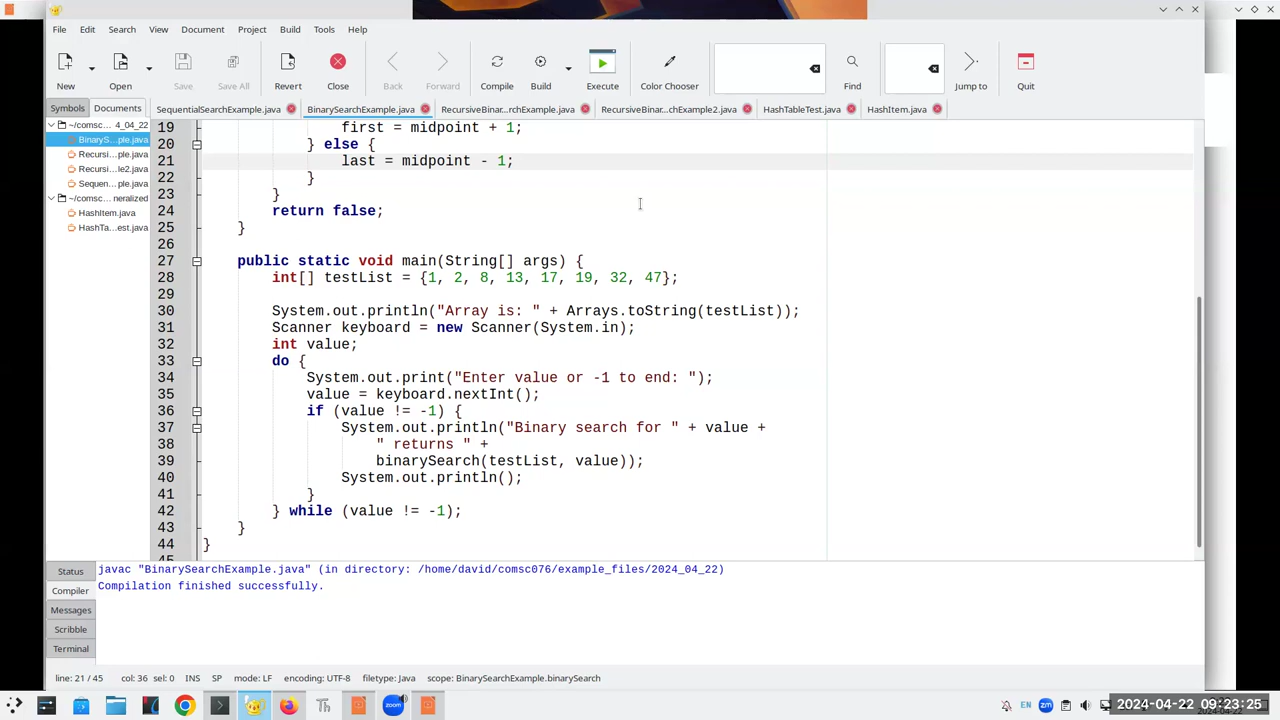 File Edit Search View Document Project Build Tools Help
New Open Save Save All Revert Close Back Forward Compile Build Execute Color Chooser Find Jump to Quit
Symbols Documents
SequentialSearchExample.java BinarySearchExample.java RecursiveBinar...rchExample.java RecursiveBinar...chExample2.java HashTableTest.java HashItem.java
~/comsc... 4_04_22
BinaryS...ple.java
Recursi...ple.java
Recursi...le2.java
Sequen...ple.java
~/comsc... neralized
HashItem.java
HashTa...est.java
19 first = midpoint + 1;
20 } else {
21 last = midpoint - 1;
22 }
23 }
24 return false;
25 }
26
27 public static void main(String[] args) {
28 int[] testList = {1, 2, 8, 13, 17, 19, 32, 47};
29
30 System.out.println("Array is: " + Arrays.toString(testList));
31 Scanner keyboard = new Scanner(System.in);
32 int value;
33 do {
34 System.out.print("Enter value or -1 to end: ");
35 value = keyboard.nextInt();
36 if (value != -1) {
37 System.out.println("Binary search for " + value +
38 " returns " +
39 binarySearch(testList, value));
40 System.out.println();
41 }
42 } while (value != -1);
43 }
44 }
45
Status
Compiler
Messages
Scribble
Terminal
javac "BinarySearchExample.java" (in directory: /home/david/comsc076/example_files/2024_04_22)
Compilation finished successfully.
line: 21 / 45 col: 36 sel: 0 INS SP mode: LF encoding: UTF-8 filetype: Java scope: BinarySearchExample.binarySearch
Th zoom EN zm 2024-04-22 09:23:25